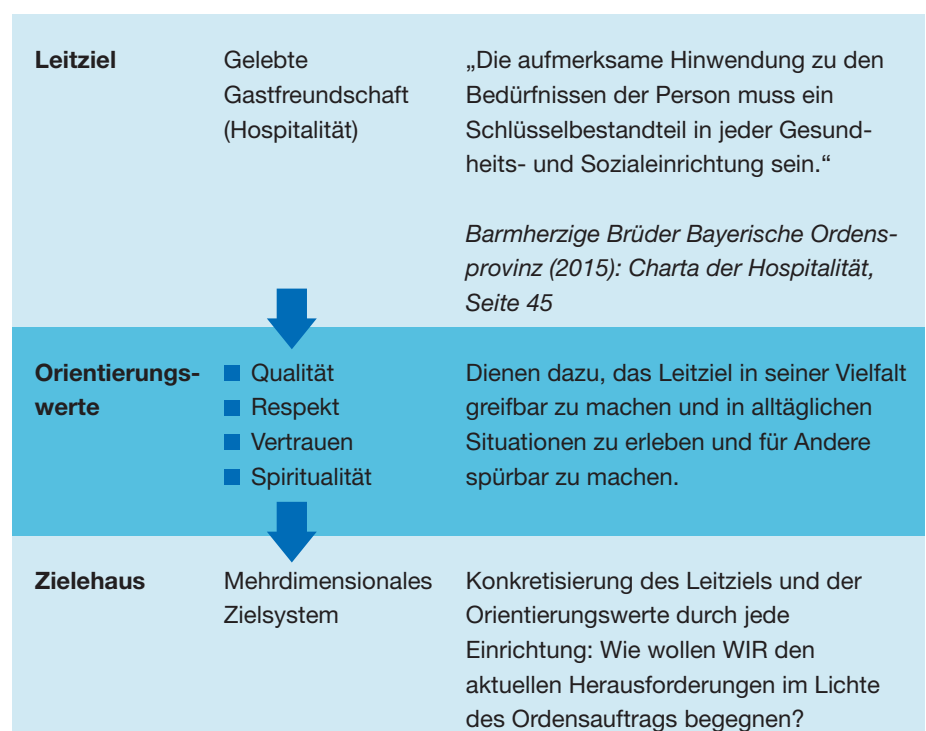 Leitziel
Gelebte
Gastfreundschaft
(Hospitalität)
„Die aufmerksame Hinwendung zu den
Bedürfnissen der Person muss ein
Schlüsselbestandteil in jeder Gesund-
heits- und Sozialeinrichtung sein.“
Barmherzige Brüder Bayerische Ordens-
provinz (2015): Charta der Hospitalität,
Seite 45
Orientierungs-
werte
Qualität
Respekt
Vertrauen
Spiritualität
Dienen dazu, das Leitziel in seiner Vielfalt
greifbar zu machen und in alltäglichen
Situationen zu erleben und für Andere
spürbar zu machen.
Zielehaus
Mehrdimensionales
Zielsystem
Konkretisierung des Leitziels und der
Orientierungswerte durch jede
Einrichtung: Wie wollen WIR den
aktuellen Herausforderungen im Lichte
des Ordensauftrags begegnen?